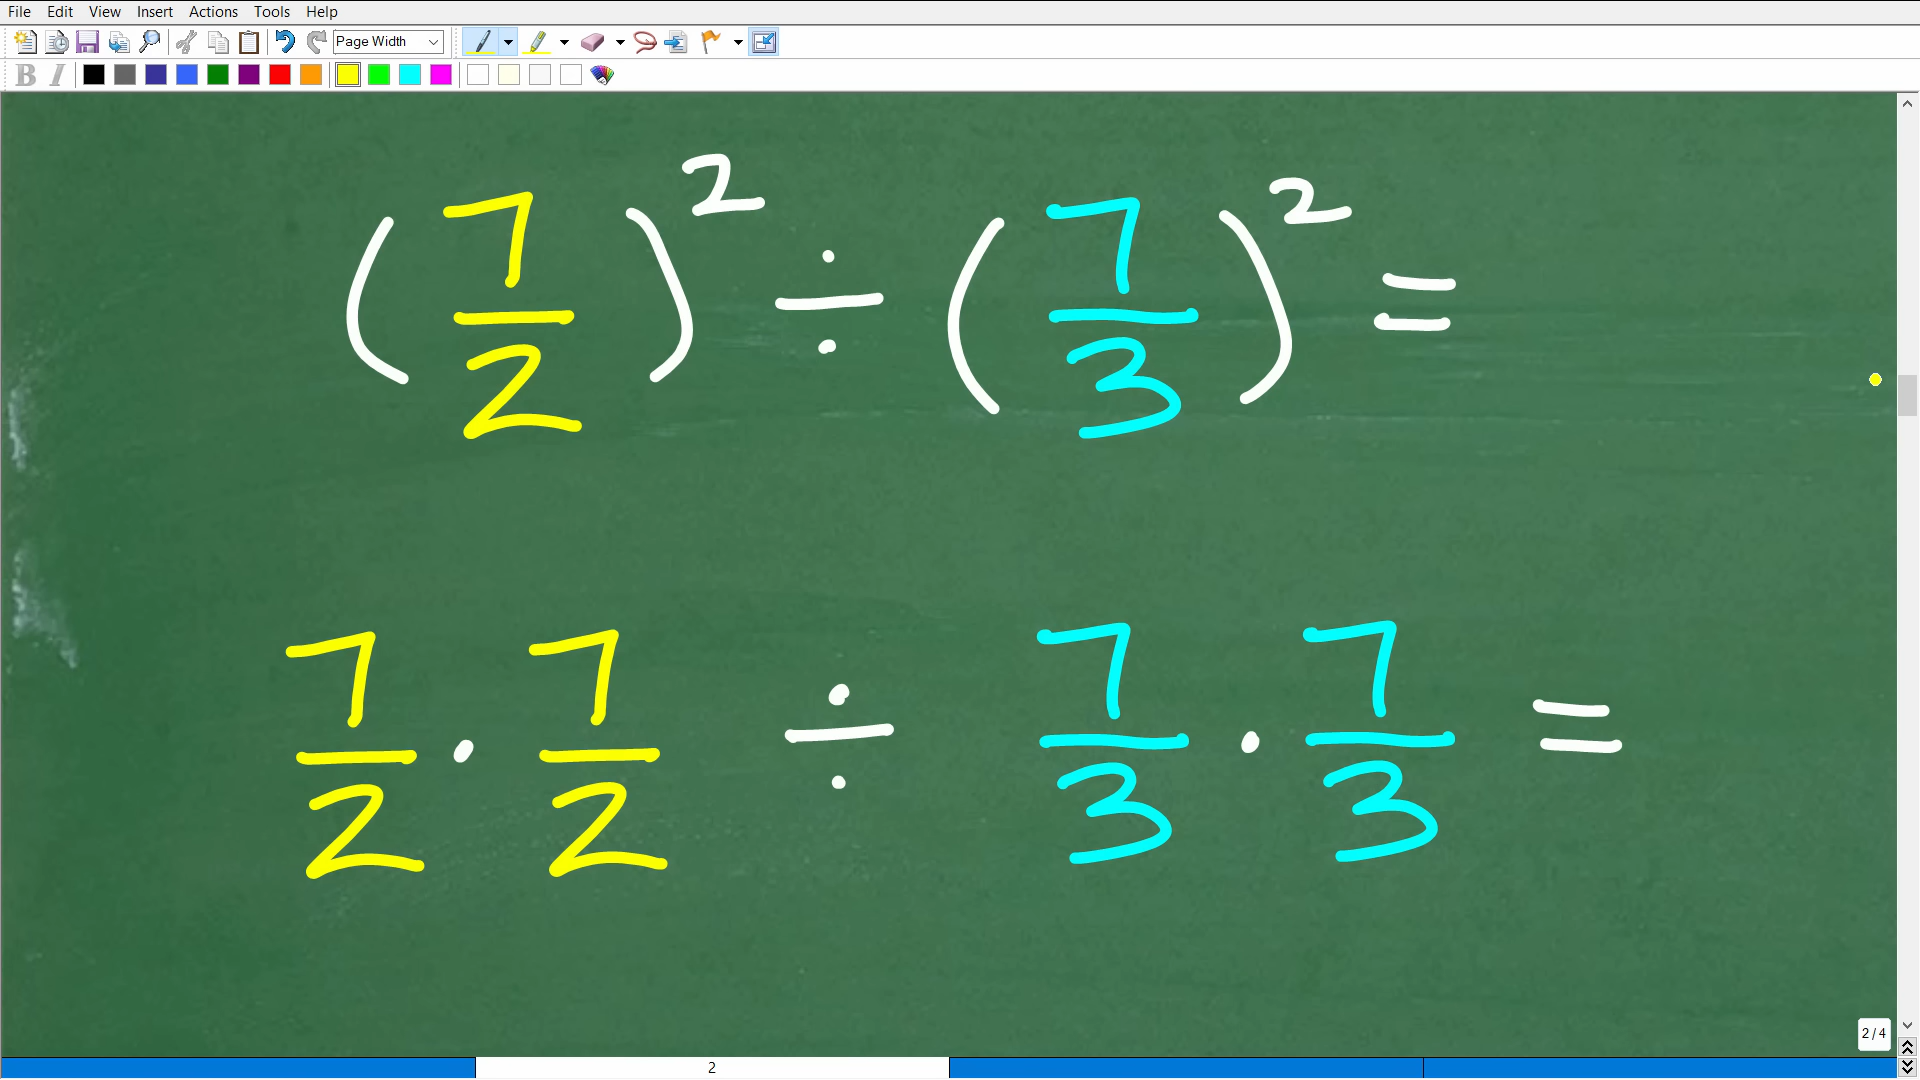 File Edit View Insert Actions Tools Help
Page Width
B I
(7/2)² ÷ (7/3)² =
7/2 · 7/2 ÷ 7/3 · 7/3 =
2 / 4
2